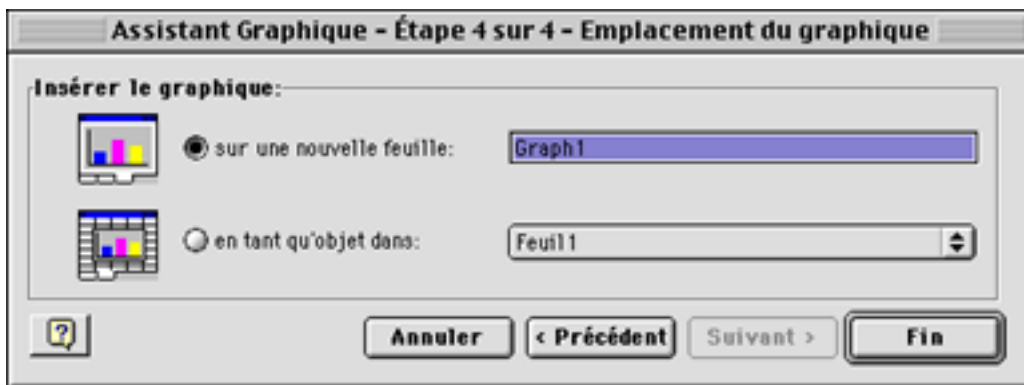 Assistant Graphique - Étape 4 sur 4 - Emplacement du graphique
Insérer le graphique:
sur une nouvelle feuille: Graph1
en tant qu'objet dans: Feuil1
? Annuler < Précédent Suivant > Fin